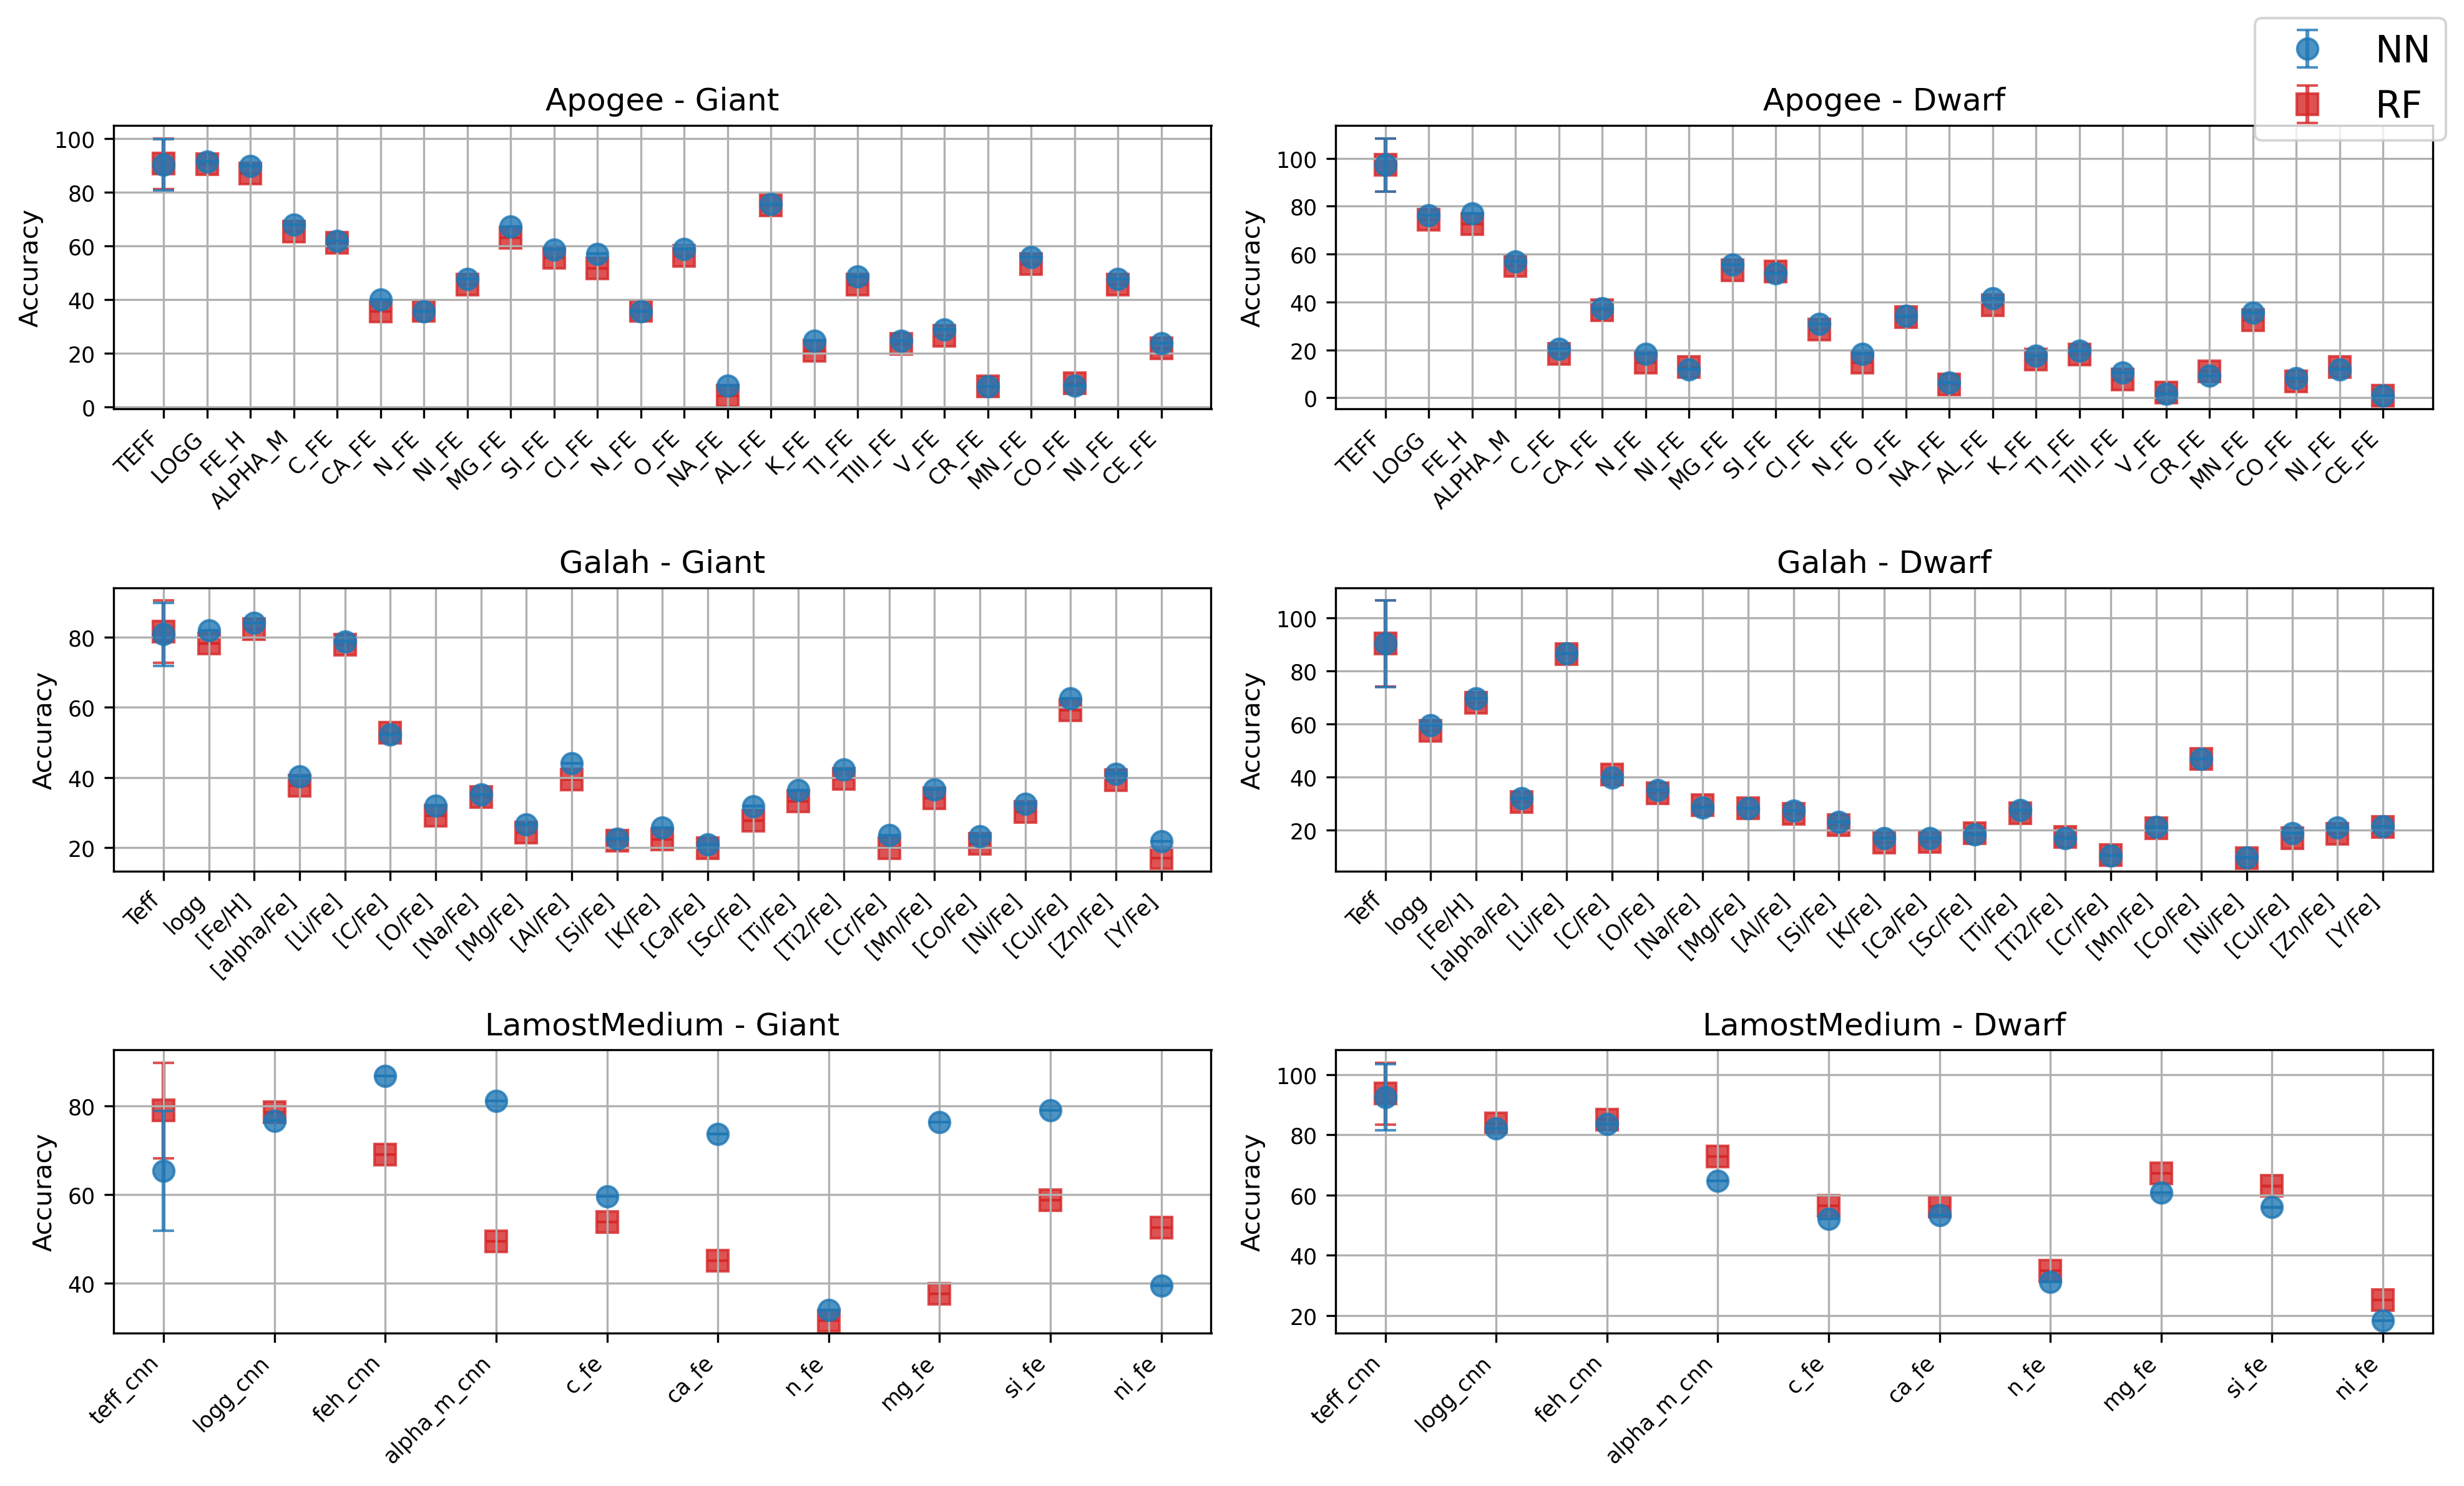 NN
RF
Apogee - Giant
Accuracy
100
80
60
40
20
0
TEFF
LOGG
FE_H
ALPHA_M
C_FE
CA_FE
N_FE
NI_FE
MG_FE
SI_FE
CI_FE
N_FE
O_FE
NA_FE
AL_FE
K_FE
TI_FE
TIII_FE
V_FE
CR_FE
MN_FE
CO_FE
NI_FE
CE_FE
Apogee - Dwarf
Accuracy
100
80
60
40
20
0
TEFF
LOGG
FE_H
ALPHA_M
C_FE
CA_FE
N_FE
NI_FE
MG_FE
SI_FE
CI_FE
N_FE
O_FE
NA_FE
AL_FE
K_FE
TI_FE
TIII_FE
V_FE
CR_FE
MN_FE
CO_FE
NI_FE
CE_FE
Galah - Giant
Accuracy
80
60
40
20
Teff
logg
[Fe/H]
[alpha/Fe]
[Li/Fe]
[C/Fe]
[O/Fe]
[Na/Fe]
[Mg/Fe]
[Al/Fe]
[Si/Fe]
[K/Fe]
[Ca/Fe]
[Sc/Fe]
[Ti/Fe]
[Ti2/Fe]
[Cr/Fe]
[Mn/Fe]
[Co/Fe]
[Ni/Fe]
[Cu/Fe]
[Zn/Fe]
[Y/Fe]
Galah - Dwarf
Accuracy
100
80
60
40
20
Teff
logg
[Fe/H]
[alpha/Fe]
[Li/Fe]
[C/Fe]
[O/Fe]
[Na/Fe]
[Mg/Fe]
[Al/Fe]
[Si/Fe]
[K/Fe]
[Ca/Fe]
[Sc/Fe]
[Ti/Fe]
[Ti2/Fe]
[Cr/Fe]
[Mn/Fe]
[Co/Fe]
[Ni/Fe]
[Cu/Fe]
[Zn/Fe]
[Y/Fe]
LamostMedium - Giant
Accuracy
80
60
40
teff_cnn
logg_cnn
feh_cnn
alpha_m_cnn
c_fe
ca_fe
n_fe
mg_fe
si_fe
ni_fe
LamostMedium - Dwarf
Accuracy
100
80
60
40
20
teff_cnn
logg_cnn
feh_cnn
alpha_m_cnn
c_fe
ca_fe
n_fe
mg_fe
si_fe
ni_fe